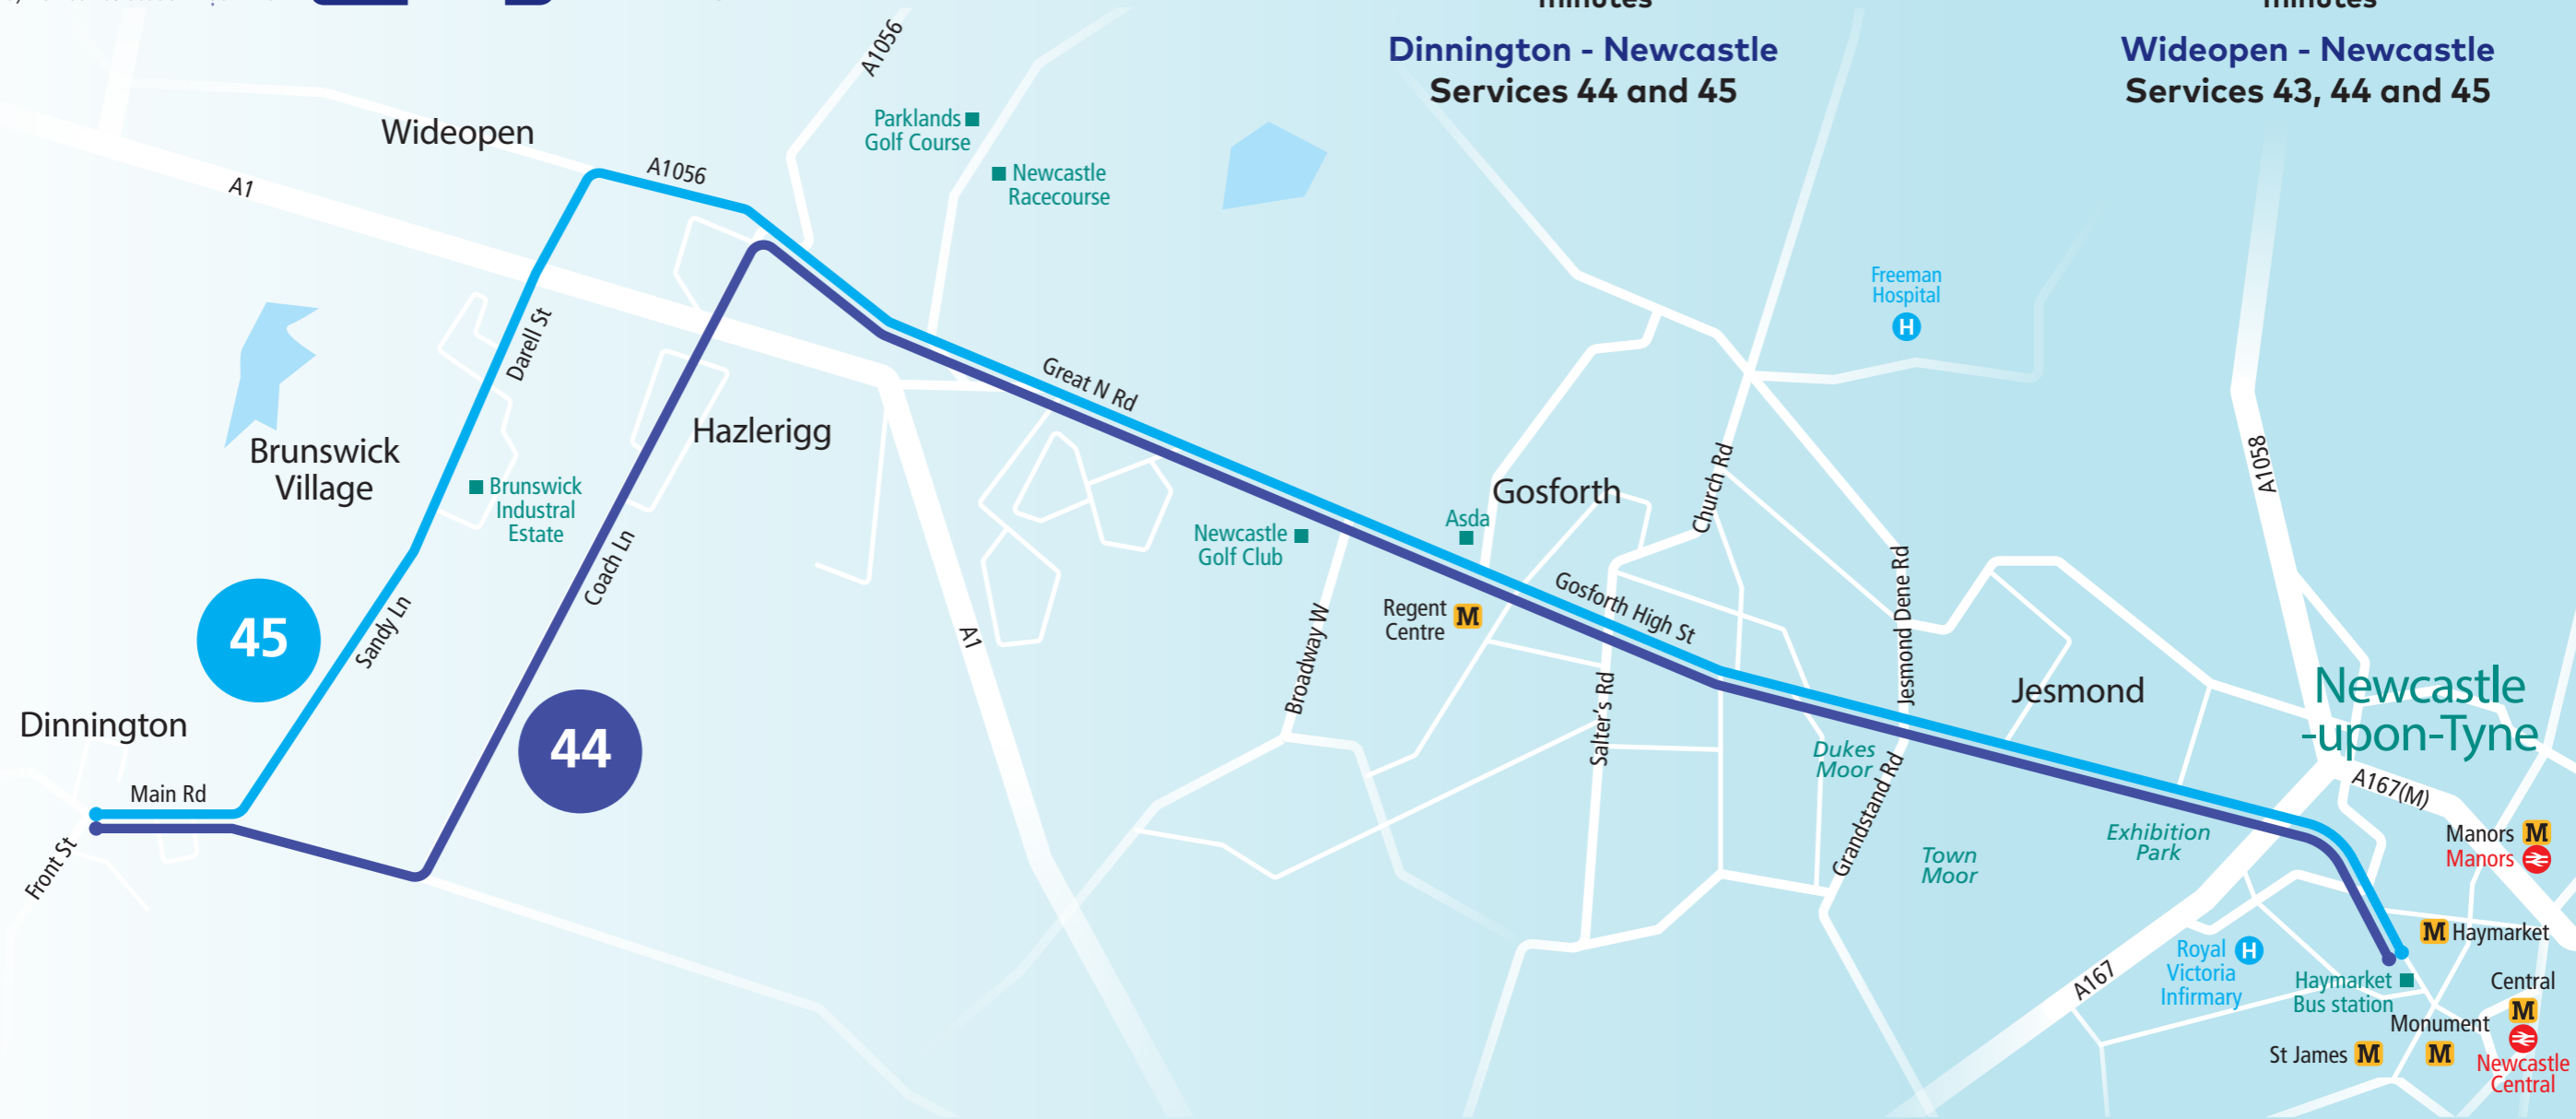 minutes
minutes
Dinnington - Newcastle
Services 44 and 45
Wideopen - Newcastle
Services 43, 44 and 45
A1056
Wideopen
Parklands
Golf Course
A1056
Newcastle
Racecourse
A1
Freeman
Hospital
H
Darell St
Great N Rd
Hazlerigg
Brunswick
Village
Brunswick
Industral
Estate
Gosforth
Church Rd
A1058
Asda
Newcastle
Golf Club
Coach Ln
Gosforth High St
Jesmond Dene Rd
Regent
Centre
M
45
Sandy Ln
A1
Broadway W
Salter's Rd
Jesmond
Newcastle
-upon-Tyne
Dinnington
44
Dukes
Moor
Main Rd
A167(M)
Grandstand Rd
Front St
Exhibition
Park
Town
Moor
Manors M
Manors
M Haymarket
Royal
Victoria
Infirmary
H
A167
Haymarket
Bus station
Central
M
Monument
M
St James M
Newcastle
Central